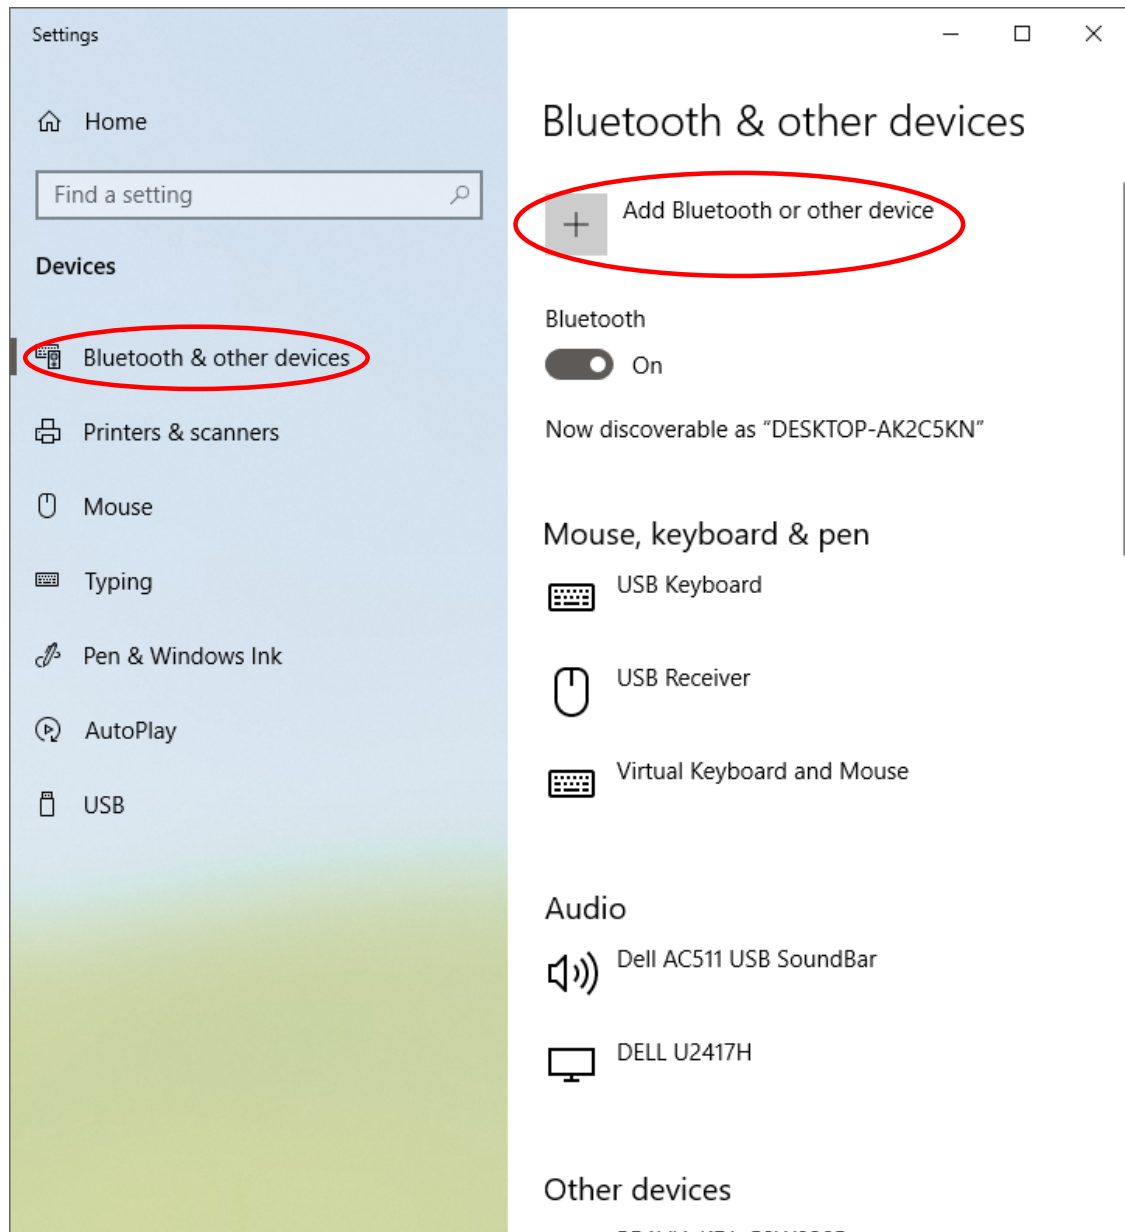 Settings
Home
Find a setting
Devices
Bluetooth & other devices
Printers & scanners
Mouse
Typing
Pen & Windows Ink
AutoPlay
USB
Bluetooth & other devices
Add Bluetooth or other device
Bluetooth
On
Now discoverable as “DESKTOP-AK2C5KN”
Mouse, keyboard & pen
USB Keyboard
USB Receiver
Virtual Keyboard and Mouse
Audio
Dell AC511 USB SoundBar
DELL U2417H
Other devices